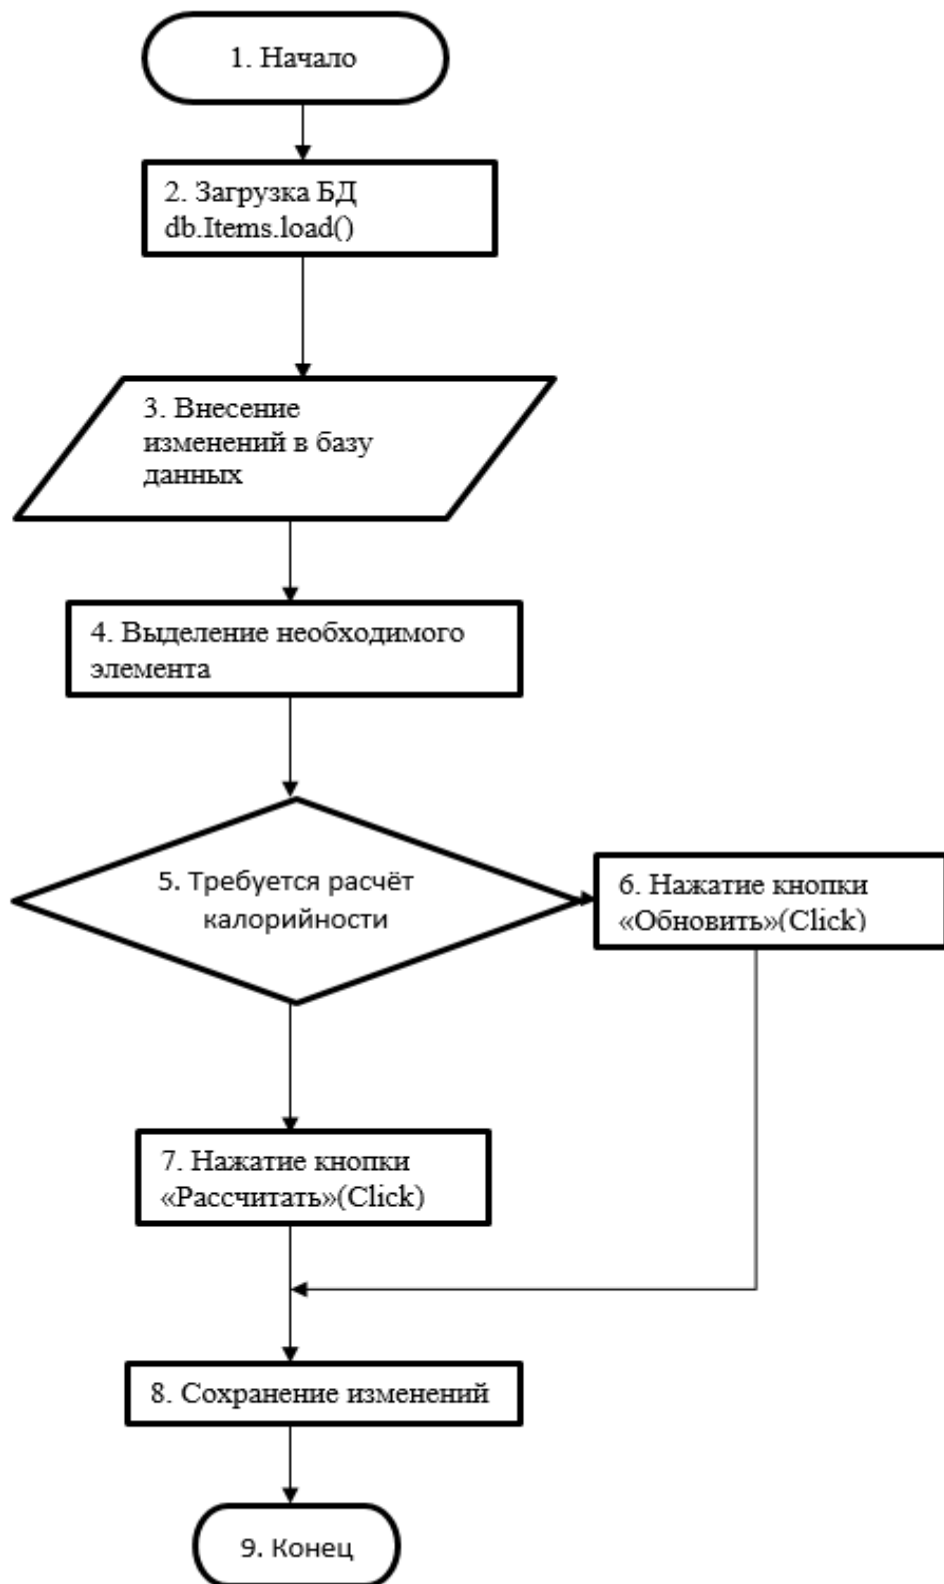 1. Начало
2. Загрузка БД
db.Items.load()
3. Внесение
изменений в базу
данных
4. Выделение необходимого
элемента
5. Требуется расчёт
калорийности
6. Нажатие кнопки
«Обновить»(Click)
7. Нажатие кнопки
«Рассчитать»(Click)
8. Сохранение изменений
9. Конец